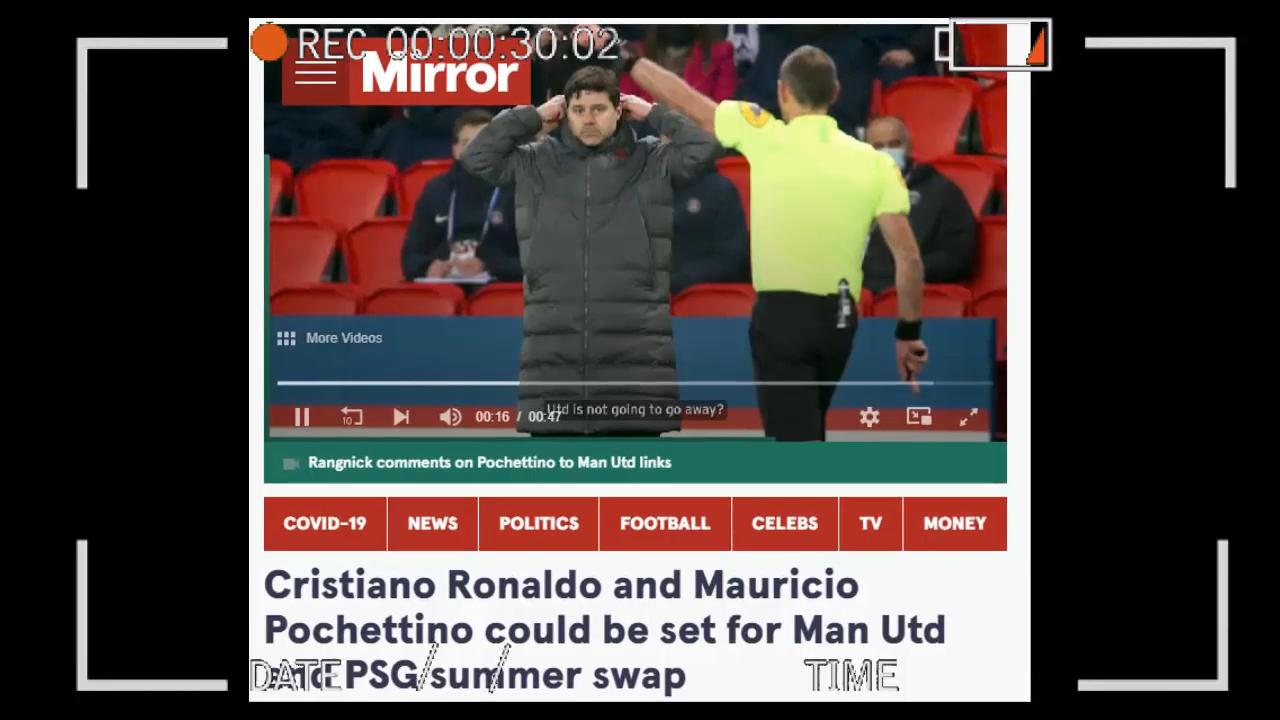 REC 00:00:30:02
Mirror
More Videos
10
00:16 / 00:47
Utd is not going to go away?
Rangnick comments on Pochettino to Man Utd links
COVID-19 NEWS POLITICS FOOTBALL CELEBS TV MONEY
Cristiano Ronaldo and Mauricio
Pochettino could be set for Man Utd
and PSG summer swap
DATE / / TIME